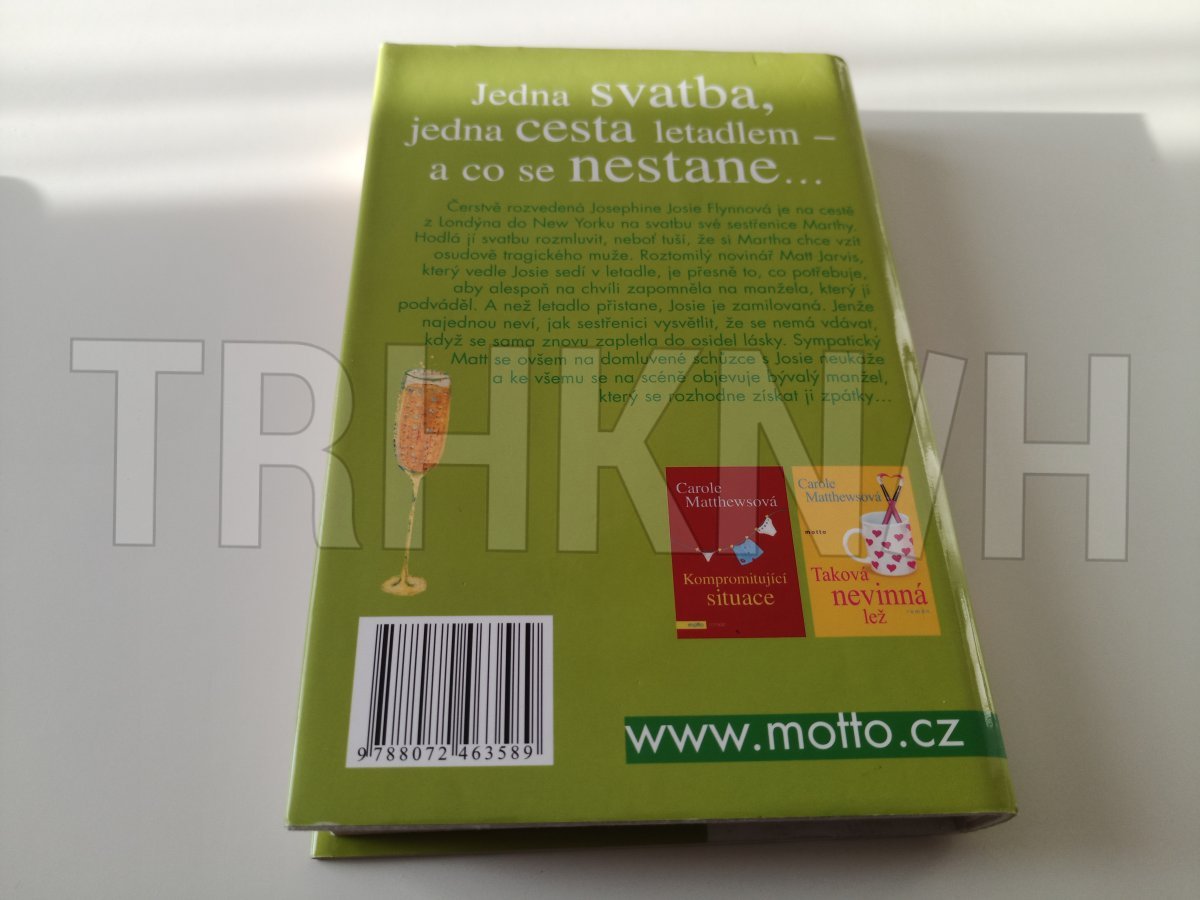 Jedna svatba,
jedna cesta letadlem –
a co se nestane...
Čerstvě rozvedená Josephine Josie Flynnová je na cestě
z Londýna do New Yorku na svatbu své sestřenice Marthy.
Hodlá jí svatbu rozmluvit, neboť tuší, že si Martha chce vzít
osudově tragického muže. Roztomilý novinář Matt Jarvis,
který vedle Josie sedí v letadle, je přesně to, co potřebuje,
aby alespoň na chvíli zapomněla na manžela, který ji
podváděl. A než letadlo přistane, Josie je zamilovaná. Jenže
najednou neví, jak sestřenici vysvětlit, že se nemá vdávat,
když se sama znovu zapletla do osidel lásky. Sympatický
Matt se ovšem na domluvené schůzce s Josie neukáže
a ke všemu se na scéně objevuje bývalý manžel,
který se rozhodne získat ji zpátky...
TRHKNIH
Carole
Matthewsová
Kompromitující
situace
motto
Carole
Matthewsová
motto
Taková
nevinná
lež
román
9 788072 463589
www.motto.cz